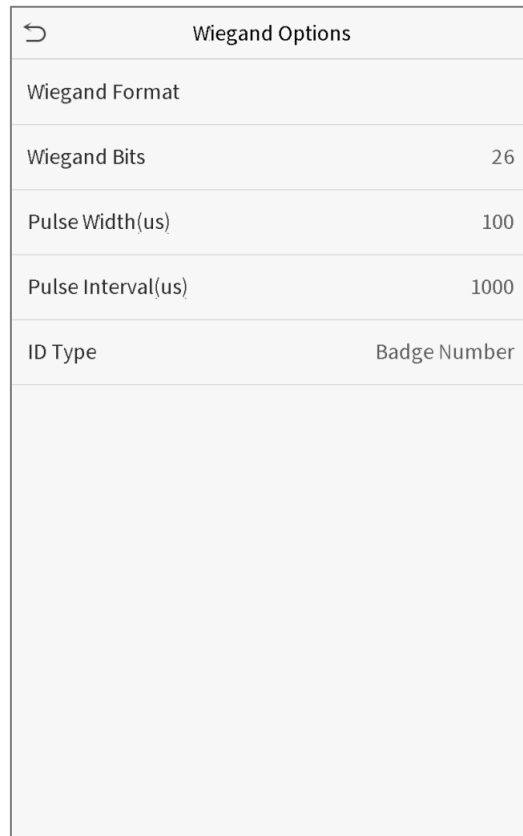 Wiegand Options
Wiegand Format
Wiegand Bits 26
Pulse Width(us) 100
Pulse Interval(us) 1000
ID Type Badge Number